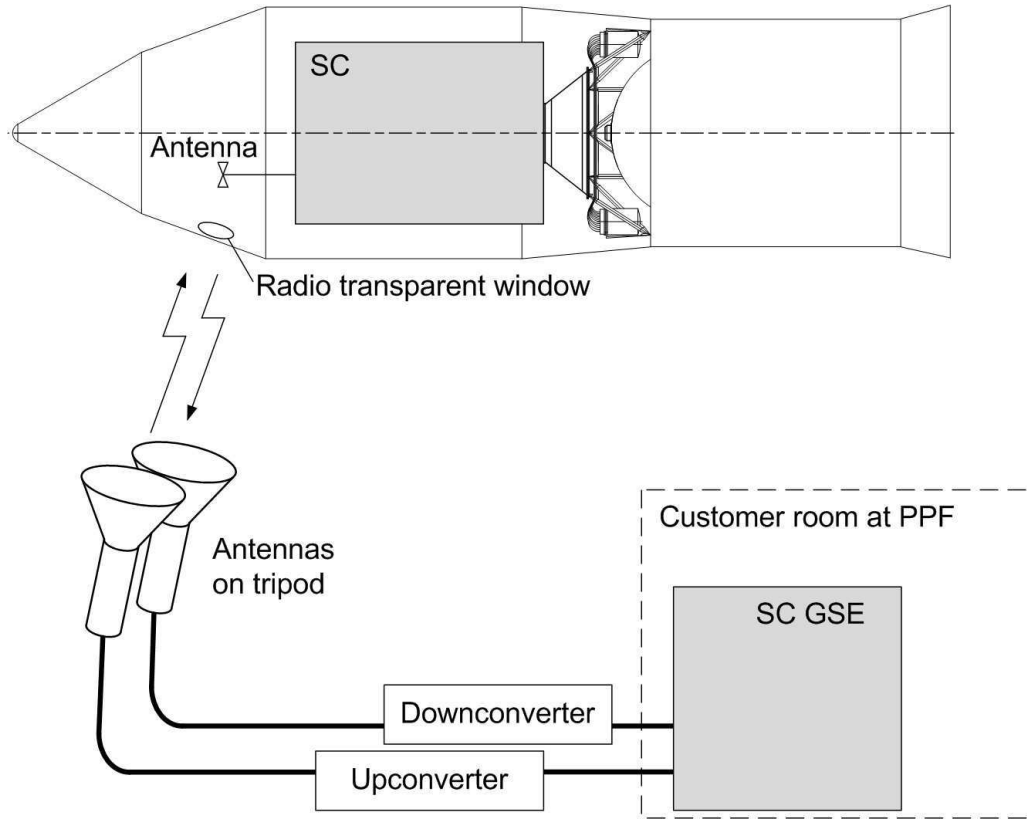 SC
Antenna
Radio transparent window
Antennas
on tripod
Customer room at PPF
SC GSE
Downconverter
Upconverter